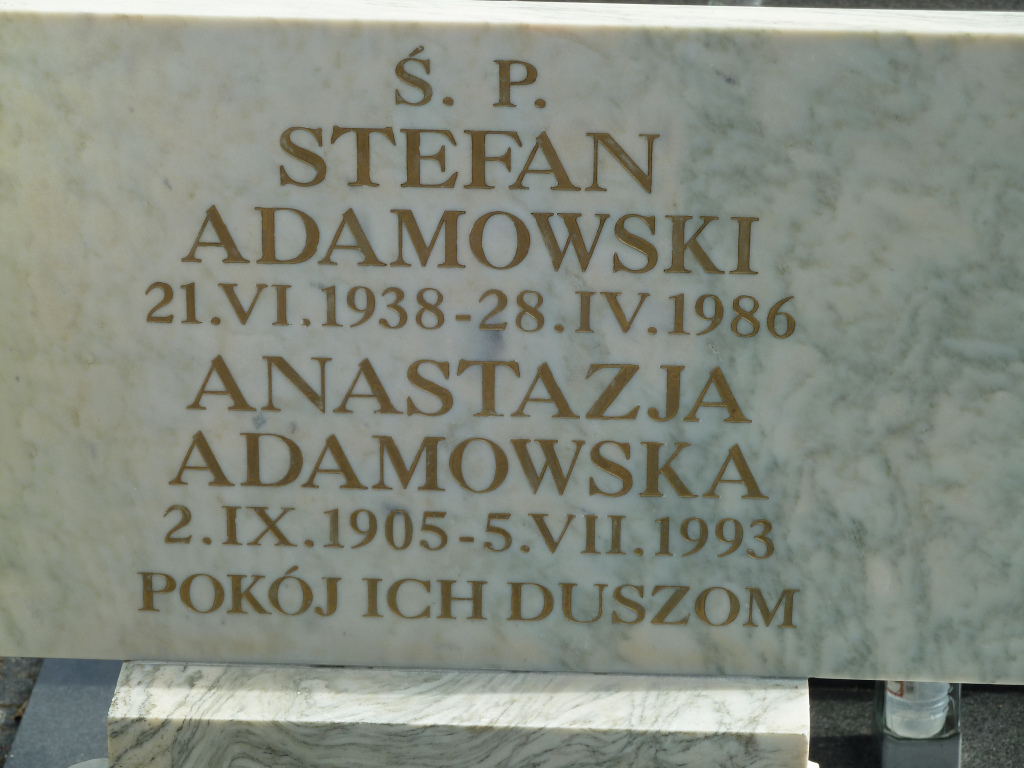 Ś. P.
STEFAN
ADAMOWSKI
21.VI.1938-28.IV.1986
ANASTAZJA
ADAMOWSKA
2.IX.1905-5.VII.1993
POKÓJ ICH DUSZOM